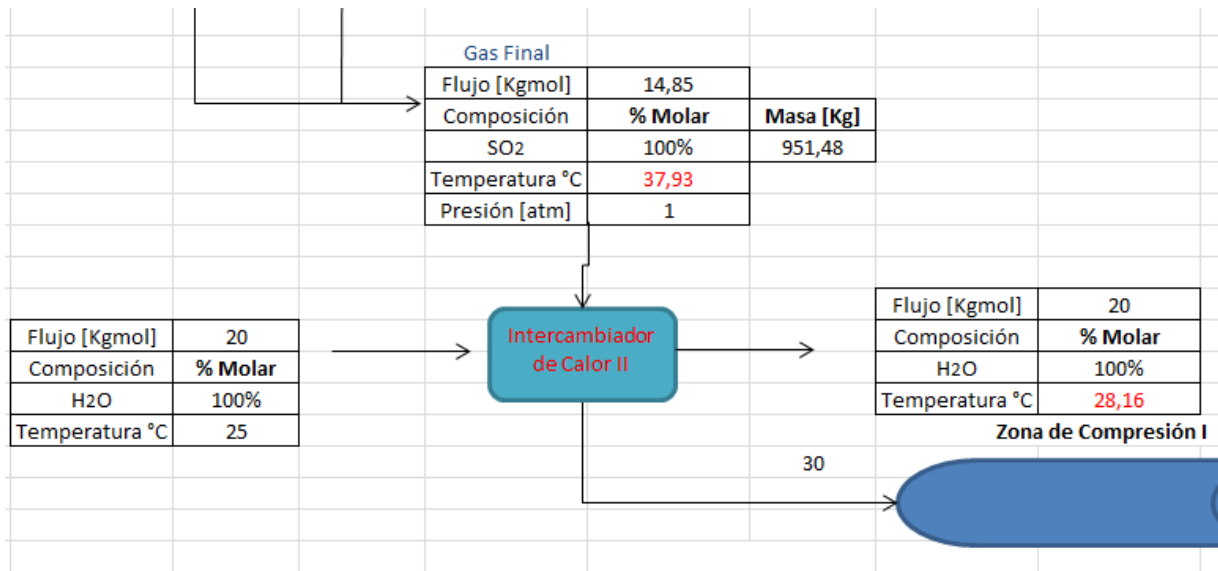 Gas Final
Flujo [Kgmol] 14,85
Composición % Molar Masa [Kg]
SO2 100% 951,48
Temperatura °C 37,93
Presión [atm] 1
Flujo [Kgmol] 20
Composición % Molar
H2O 100%
Temperatura °C 25
Intercambiador
de Calor II
Flujo [Kgmol] 20
Composición % Molar
H2O 100%
Temperatura °C 28,16
Zona de Compresión I
30